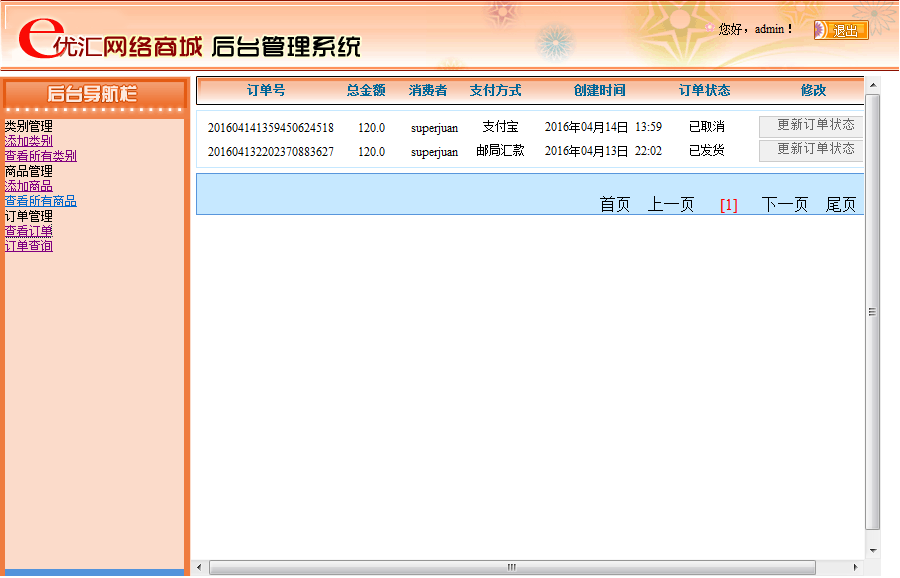 e优汇网络商城 后台管理系统
您好，admin！ 退出
后台导航栏
类别管理
添加类别
查看所有类别
商品管理
添加商品
查看所有商品
订单管理
查看订单
订单查询
订单号 总金额 消费者 支付方式 创建时间 订单状态 修改
201604141359450624518 120.0 superjuan 支付宝 2016年04月14日 13:59 已取消 更新订单状态
201604132202370883627 120.0 superjuan 邮局汇款 2016年04月13日 22:02 已发货 更新订单状态
首页 上一页 [1] 下一页 尾页